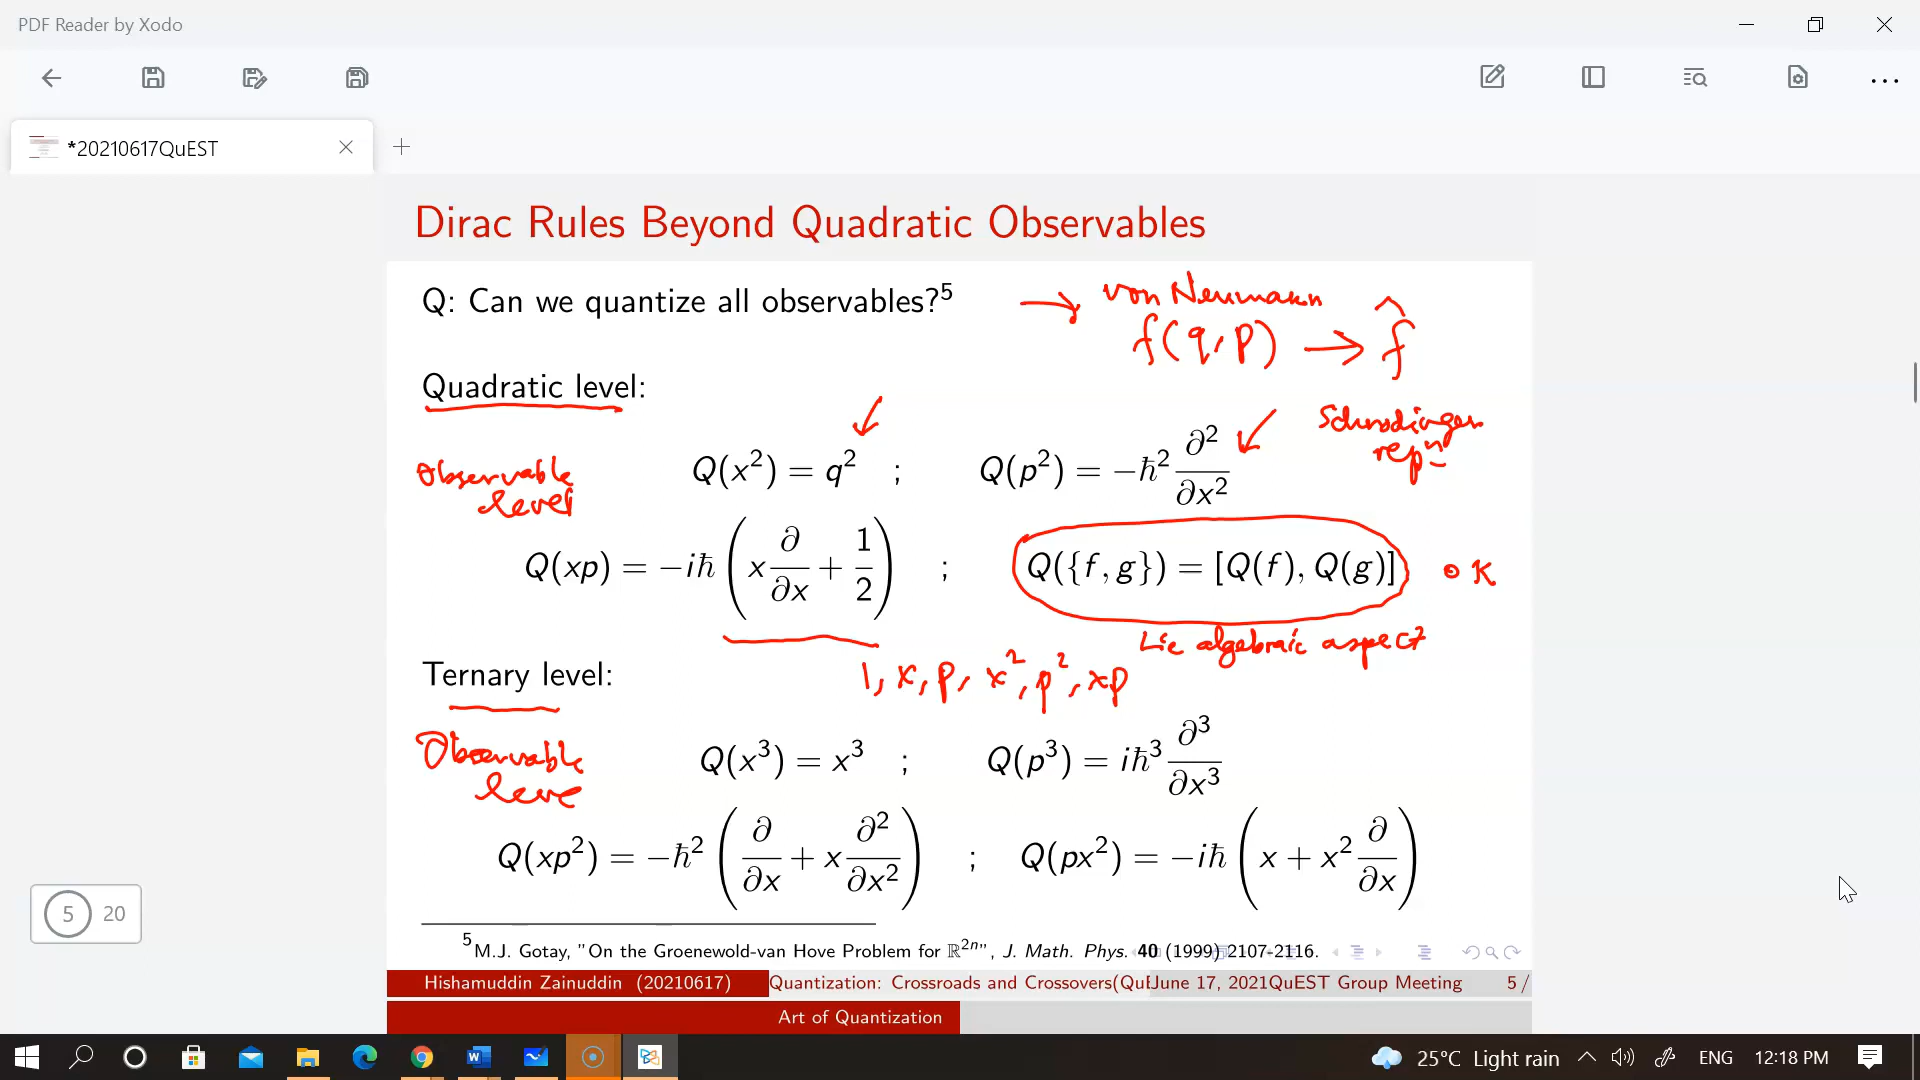 PDF Reader by Xodo
*20210617QuEST
Dirac Rules Beyond Quadratic Observables
Q: Can we quantize all observables?⁵
von Neumann
f(q,p) → f̂
Quadratic level:
Schrodinger
repⁿ
Observable
level
Q(x²) = q² ; Q(p²) = −ħ² ∂²/∂x²
Q(xp) = −iħ (x ∂/∂x + 1/2) ; Q({f, g}) = [Q(f), Q(g)]
Lie algebraic aspect
Ternary level:
1, x, p, x², p², xp
Observable
leve
Q(x³) = x³ ; Q(p³) = iħ³ ∂³/∂x³
Q(xp²) = −ħ² (∂/∂x + x ∂²/∂x²) ; Q(px²) = −iħ (x + x² ∂/∂x)
⁵M.J. Gotay, "On the Groenewold-van Hove Problem for ℝ²ⁿ", J. Math. Phys. 40 (1999) 2107-2116.
Hishamuddin Zainuddin (20210617) Quantization: Crossroads and Crossovers(QuE June 17, 2021QuEST Group Meeting 5 /
Art of Quantization
5 20
25°C Light rain ENG 12:18 PM